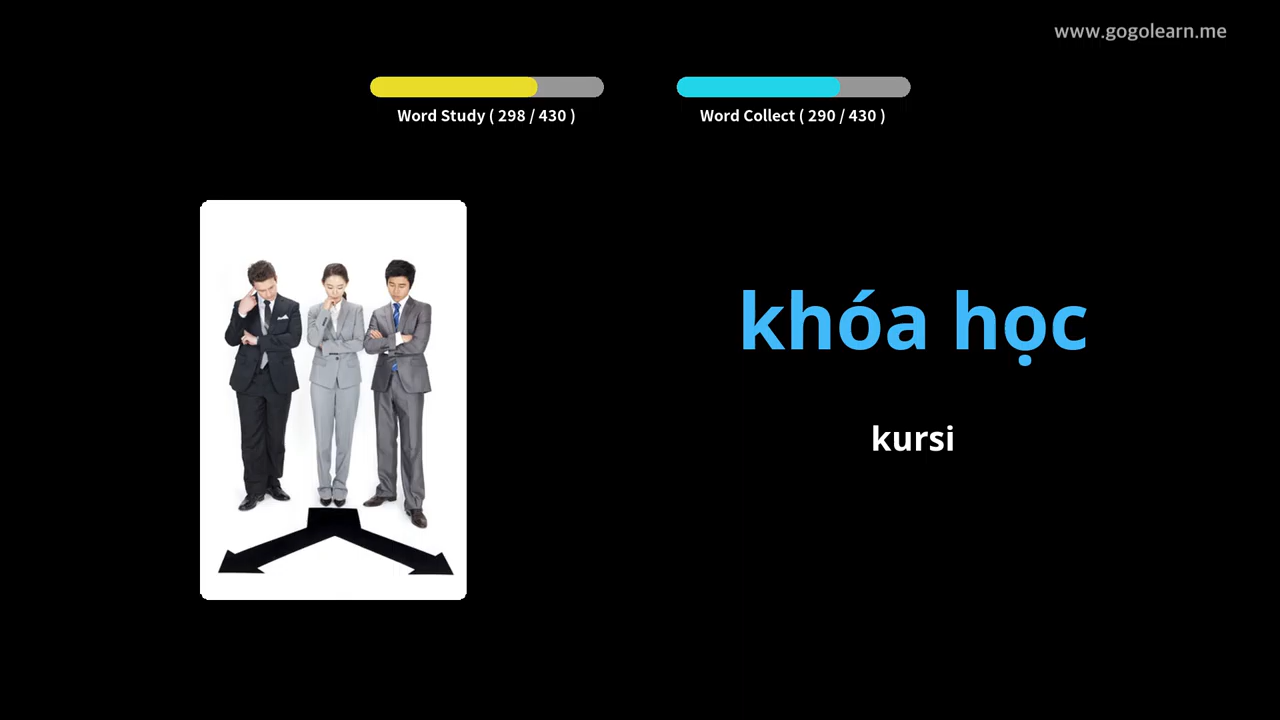 www.gogolearn.me
Word Study ( 298 / 430 )
Word Collect ( 290 / 430 )
khóa học
kursi